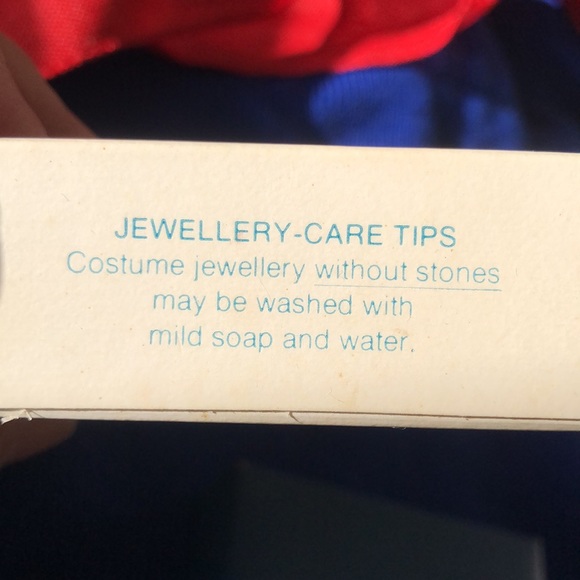 JEWELLERY-CARE TIPS
Costume jewellery without stones
may be washed with
mild soap and water.